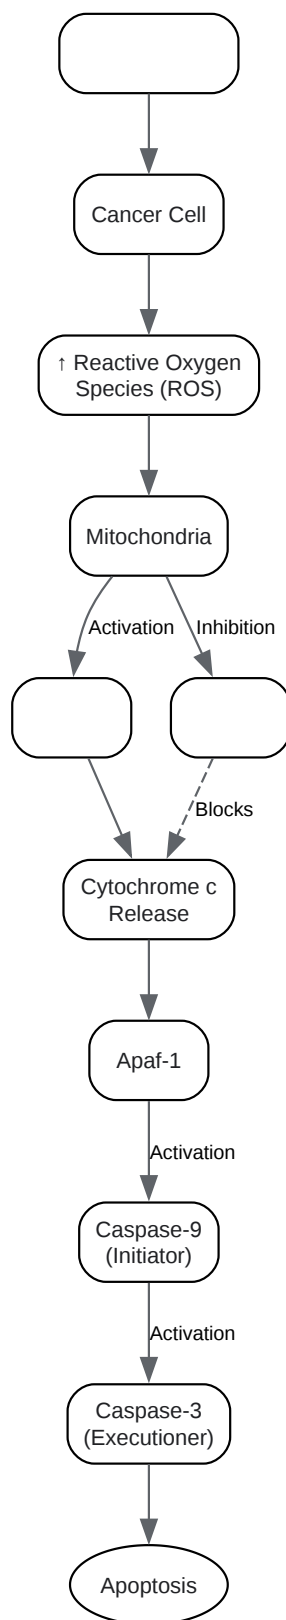 Cancer Cell
↑ Reactive Oxygen
Species (ROS)
Mitochondria
Activation
Inhibition
Blocks
Cytochrome c
Release
Apaf-1
Activation
Caspase-9
(Initiator)
Activation
Caspase-3
(Executioner)
Apoptosis